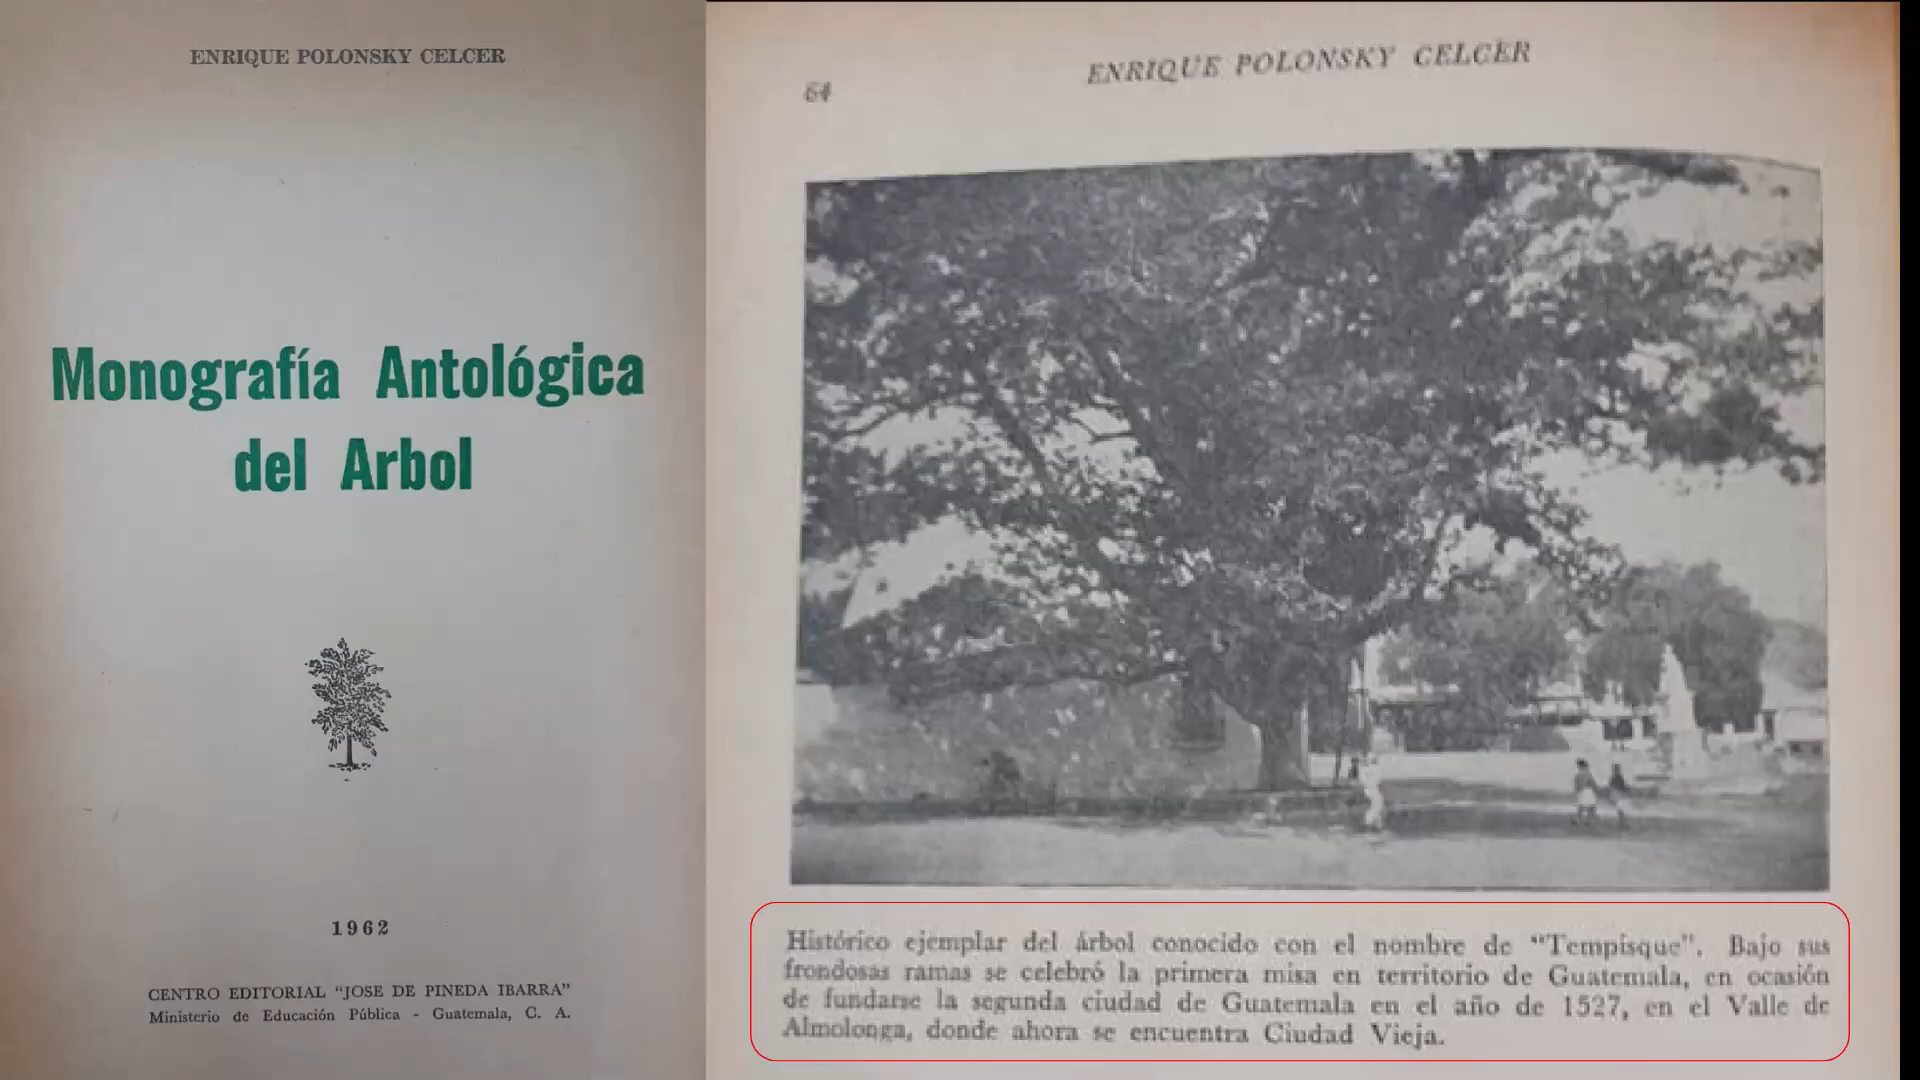 ENRIQUE POLONSKY CELCER
Monografía Antológica
del Arbol
1962
CENTRO EDITORIAL "JOSE DE PINEDA IBARRA"
Ministerio de Educación Pública - Guatemala, C. A.
ENRIQUE POLONSKY CELCER
64
Histórico ejemplar del árbol conocido con el nombre de "Tempisque". Bajo sus
frondosas ramas se celebró la primera misa en territorio de Guatemala, en ocasión
de fundarse la segunda ciudad de Guatemala en el año de 1527, en el Valle de
Almolonga, donde ahora se encuentra Ciudad Vieja.